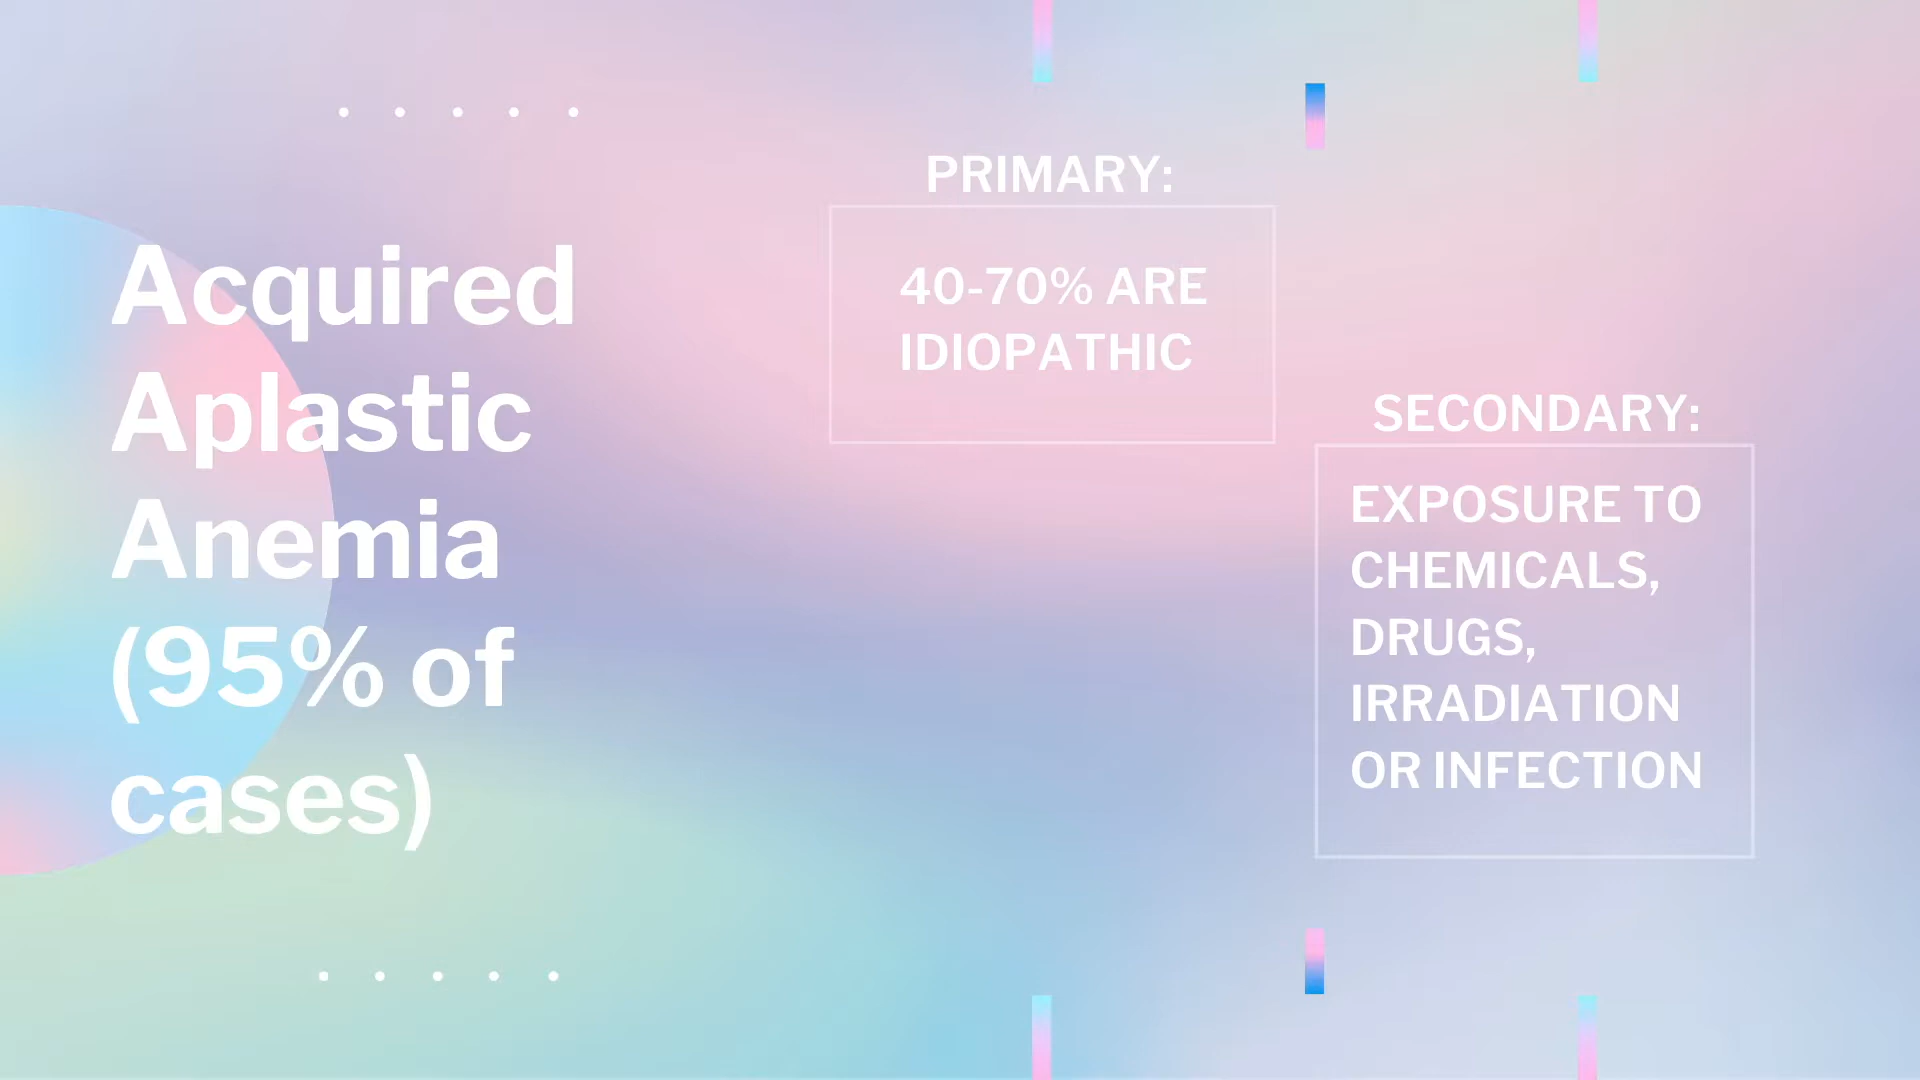 Acquired
Aplastic
Anemia
(95% of
cases)
PRIMARY:
40-70% ARE
IDIOPATHIC
SECONDARY:
EXPOSURE TO
CHEMICALS,
DRUGS,
IRRADIATION
OR INFECTION